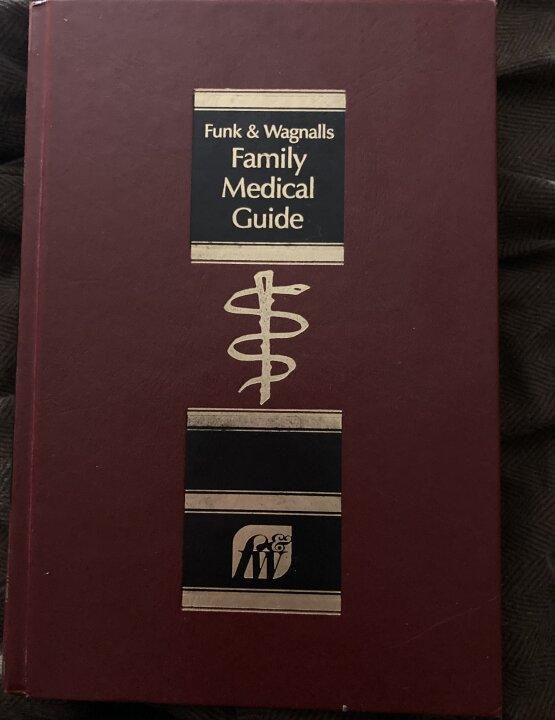 Funk & Wagnalls
Family
Medical
Guide
f&W